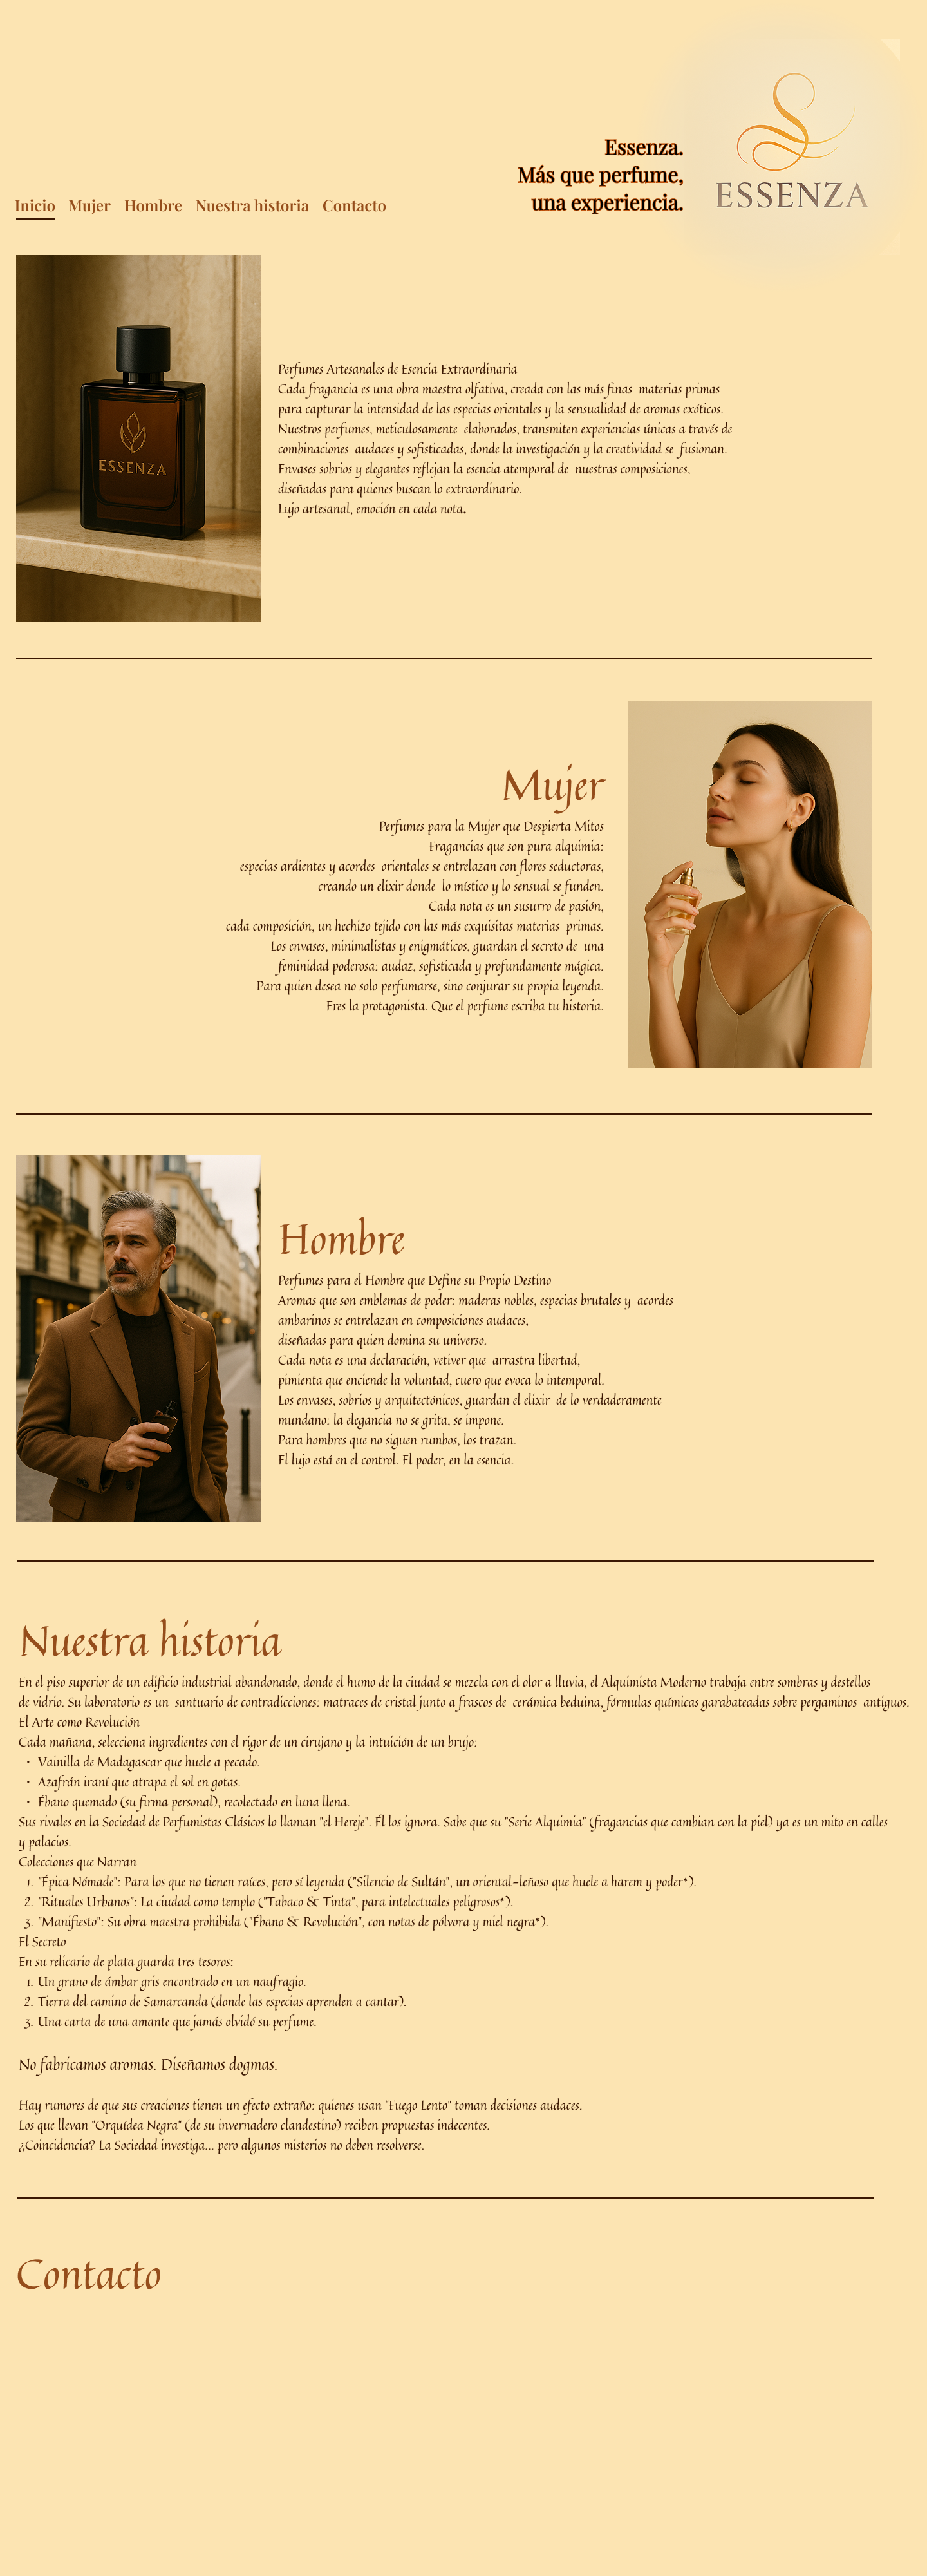 Essenza.
Más que perfume,
una experiencia.
ESSENZA
Inicio Mujer Hombre Nuestra historia Contacto
ESSENZA
Perfumes Artesanales de Esencia Extraordinaria
Cada fragancia es una obra maestra olfativa, creada con las más finas materias primas
para capturar la intensidad de las especias orientales y la sensualidad de aromas exóticos.
Nuestros perfumes, meticulosamente elaborados, transmiten experiencias únicas a través de
combinaciones audaces y sofisticadas, donde la investigación y la creatividad se fusionan.
Envases sobrios y elegantes reflejan la esencia atemporal de nuestras composiciones,
diseñadas para quienes buscan lo extraordinario.
Lujo artesanal, emoción en cada nota.
Mujer
Perfumes para la Mujer que Despierta Mitos
Fragancias que son pura alquimia:
especias ardientes y acordes orientales se entrelazan con flores seductoras,
creando un elixir donde lo místico y lo sensual se funden.
Cada nota es un susurro de pasión,
cada composición, un hechizo tejido con las más exquisitas materias primas.
Los envases, minimalistas y enigmáticos, guardan el secreto de una
feminidad poderosa: audaz, sofisticada y profundamente mágica.
Para quien desea no solo perfumarse, sino conjurar su propia leyenda.
Eres la protagonista. Que el perfume escriba tu historia.
Hombre
Perfumes para el Hombre que Define su Propio Destino
Aromas que son emblemas de poder: maderas nobles, especias brutales y acordes
ambarinos se entrelazan en composiciones audaces,
diseñadas para quien domina su universo.
Cada nota es una declaración, vetiver que arrastra libertad,
pimienta que enciende la voluntad, cuero que evoca lo intemporal.
Los envases, sobrios y arquitectónicos, guardan el elixir de lo verdaderamente
mundano: la elegancia no se grita, se impone.
Para hombres que no siguen rumbos, los trazan.
El lujo está en el control. El poder, en la esencia.
Nuestra historia
En el piso superior de un edificio industrial abandonado, donde el humo de la ciudad se mezcla con el olor a lluvia, el Alquimista Moderno trabaja entre sombras y destellos
de vidrio. Su laboratorio es un santuario de contradicciones: matraces de cristal junto a frascos de cerámica beduina, fórmulas químicas garabateadas sobre pergaminos antiguos.
El Arte como Revolución
Cada mañana, selecciona ingredientes con el rigor de un cirujano y la intuición de un brujo:
• Vainilla de Madagascar que huele a pecado.
• Azafrán iraní que atrapa el sol en gotas.
• Ébano quemado (su firma personal), recolectado en luna llena.
Sus rivales en la Sociedad de Perfumistas Clásicos lo llaman "el Hereje". Él los ignora. Sabe que su "Serie Alquimia" (fragancias que cambian con la piel) ya es un mito en calles
y palacios.
Colecciones que Narran
1. "Épica Nómade": Para los que no tienen raíces, pero sí leyenda ("Silencio de Sultán", un oriental-leñoso que huele a harem y poder*).
2. "Rituales Urbanos": La ciudad como templo ("Tabaco & Tinta", para intelectuales peligrosos*).
3. "Manifiesto": Su obra maestra prohibida ("Ébano & Revolución", con notas de pólvora y miel negra*).
El Secreto
En su relicario de plata guarda tres tesoros:
1. Un grano de ámbar gris encontrado en un naufragio.
2. Tierra del camino de Samarcanda (donde las especias aprenden a cantar).
3. Una carta de una amante que jamás olvidó su perfume.
No fabricamos aromas. Diseñamos dogmas.
Hay rumores de que sus creaciones tienen un efecto extraño: quienes usan "Fuego Lento" toman decisiones audaces.
Los que llevan "Orquídea Negra" (de su invernadero clandestino) reciben propuestas indecentes.
¿Coincidencia? La Sociedad investiga... pero algunos misterios no deben resolverse.
Contacto